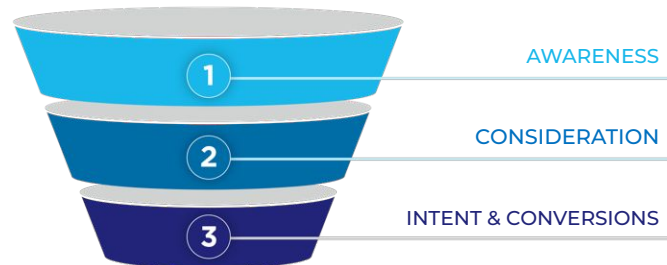 1
AWARENESS
2
CONSIDERATION
3
INTENT & CONVERSIONS